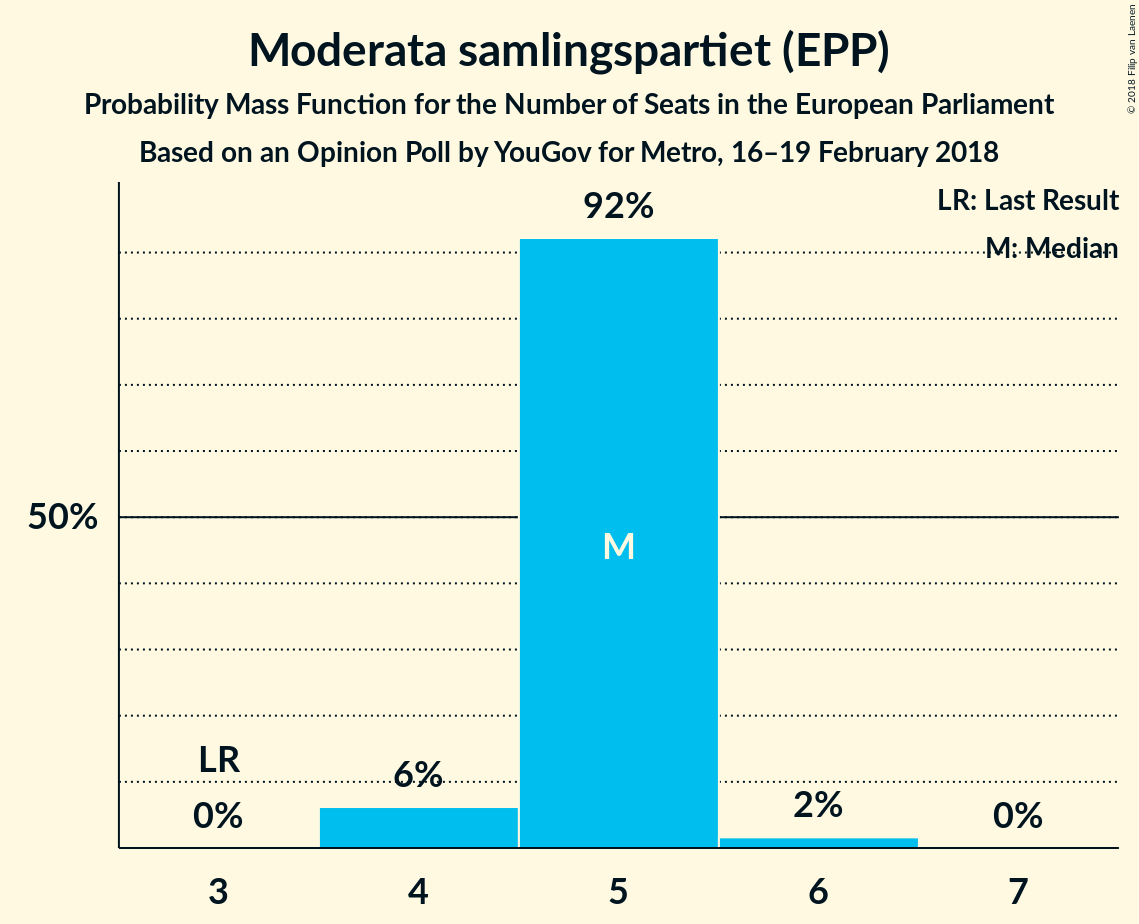 Moderata samlingspartiet (EPP)
Probability Mass Function for the Number of Seats in the European Parliament
Based on an Opinion Poll by YouGov for Metro, 16–19 February 2018
© 2018 Filip van Laenen
LR: Last Result
M: Median
92%
50%
M
LR
0%
6%
2%
0%
3
4
5
6
7